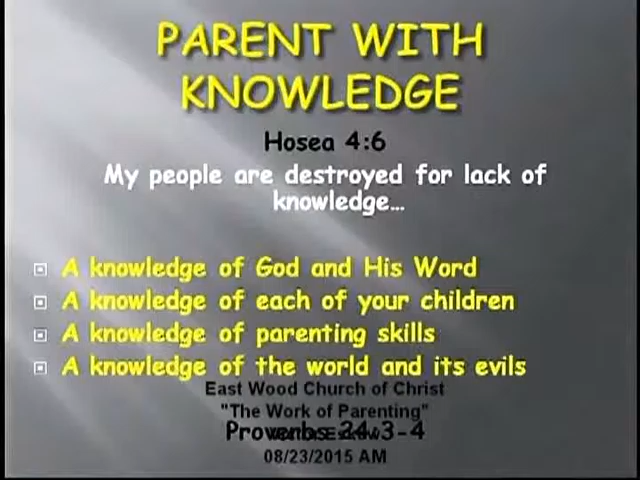 PARENT WITH
KNOWLEDGE
Hosea 4:6
My people are destroyed for lack of
knowledge...
A knowledge of God and His Word
A knowledge of each of your children
A knowledge of parenting skills
A knowledge of the world and its evils
East Wood Church of Christ
"The Work of Parenting"
Proverbs 24:3-4
08/23/2015 AM